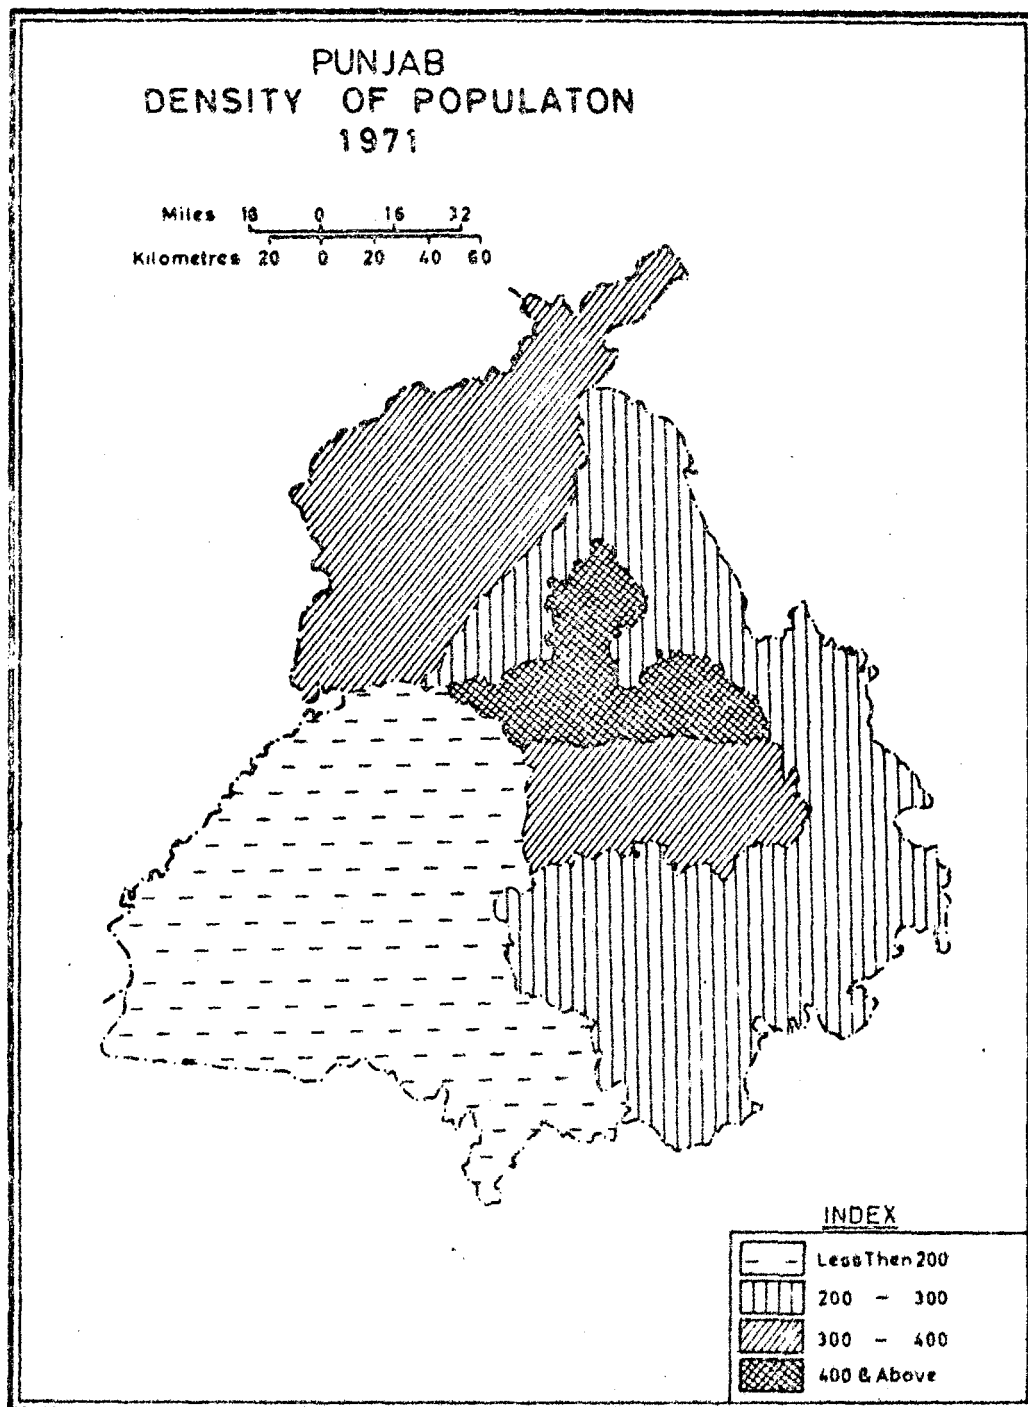 PUNJAB
DENSITY OF POPULATON
1971
Miles 16 0 16 32
Kilometres 20 0 20 40 60
INDEX
Less Then 200
200 - 300
300 - 400
400 & Above